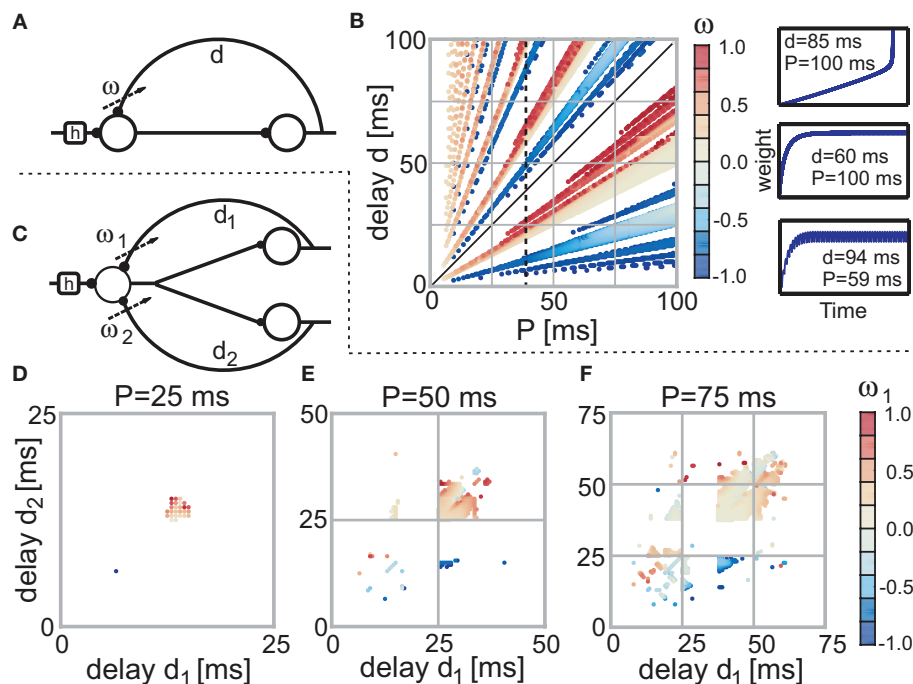 A
d
ω
h
B
ω
100
50
0
delay d [ms]
0
50
100
P [ms]
1.0
0.5
0.0
-0.5
-1.0
d=85 ms
P=100 ms
d=60 ms
P=100 ms
d=94 ms
P=59 ms
weight
Time
C
d1
ω1
h
ω2
d2
D
P=25 ms
25
0
delay d2 [ms]
0
25
delay d1 [ms]
E
P=50 ms
50
25
0
0
25
50
delay d1 [ms]
F
P=75 ms
75
50
25
0
0
25
50
75
delay d1 [ms]
ω1
1.0
0.5
0.0
-0.5
-1.0